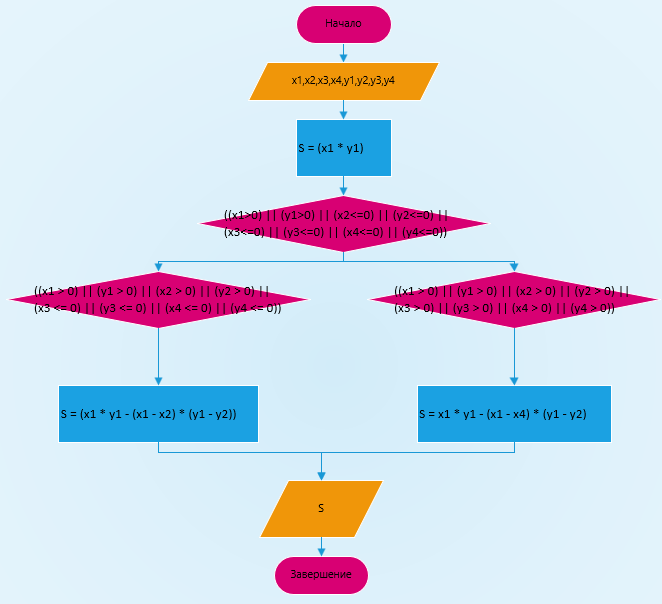 Начало
x1,x2,x3,x4,y1,y2,y3,y4
S = (x1 * y1)
((x1>0) || (y1>0) || (x2<=0) || (y2<=0) ||
(x3<=0) || (y3<=0) || (x4<=0) || (y4<=0))
((x1 > 0) || (y1 > 0) || (x2 > 0) || (y2 > 0) ||
(x3 <= 0) || (y3 <= 0) || (x4 <= 0) || (y4 <= 0))
((x1 > 0) || (y1 > 0) || (x2 > 0) || (y2 > 0) ||
(x3 > 0) || (y3 > 0) || (x4 > 0) || (y4 > 0))
S = (x1 * y1 - (x1 - x2) * (y1 - y2))
S = x1 * y1 - (x1 - x4) * (y1 - y2)
S
Завершение